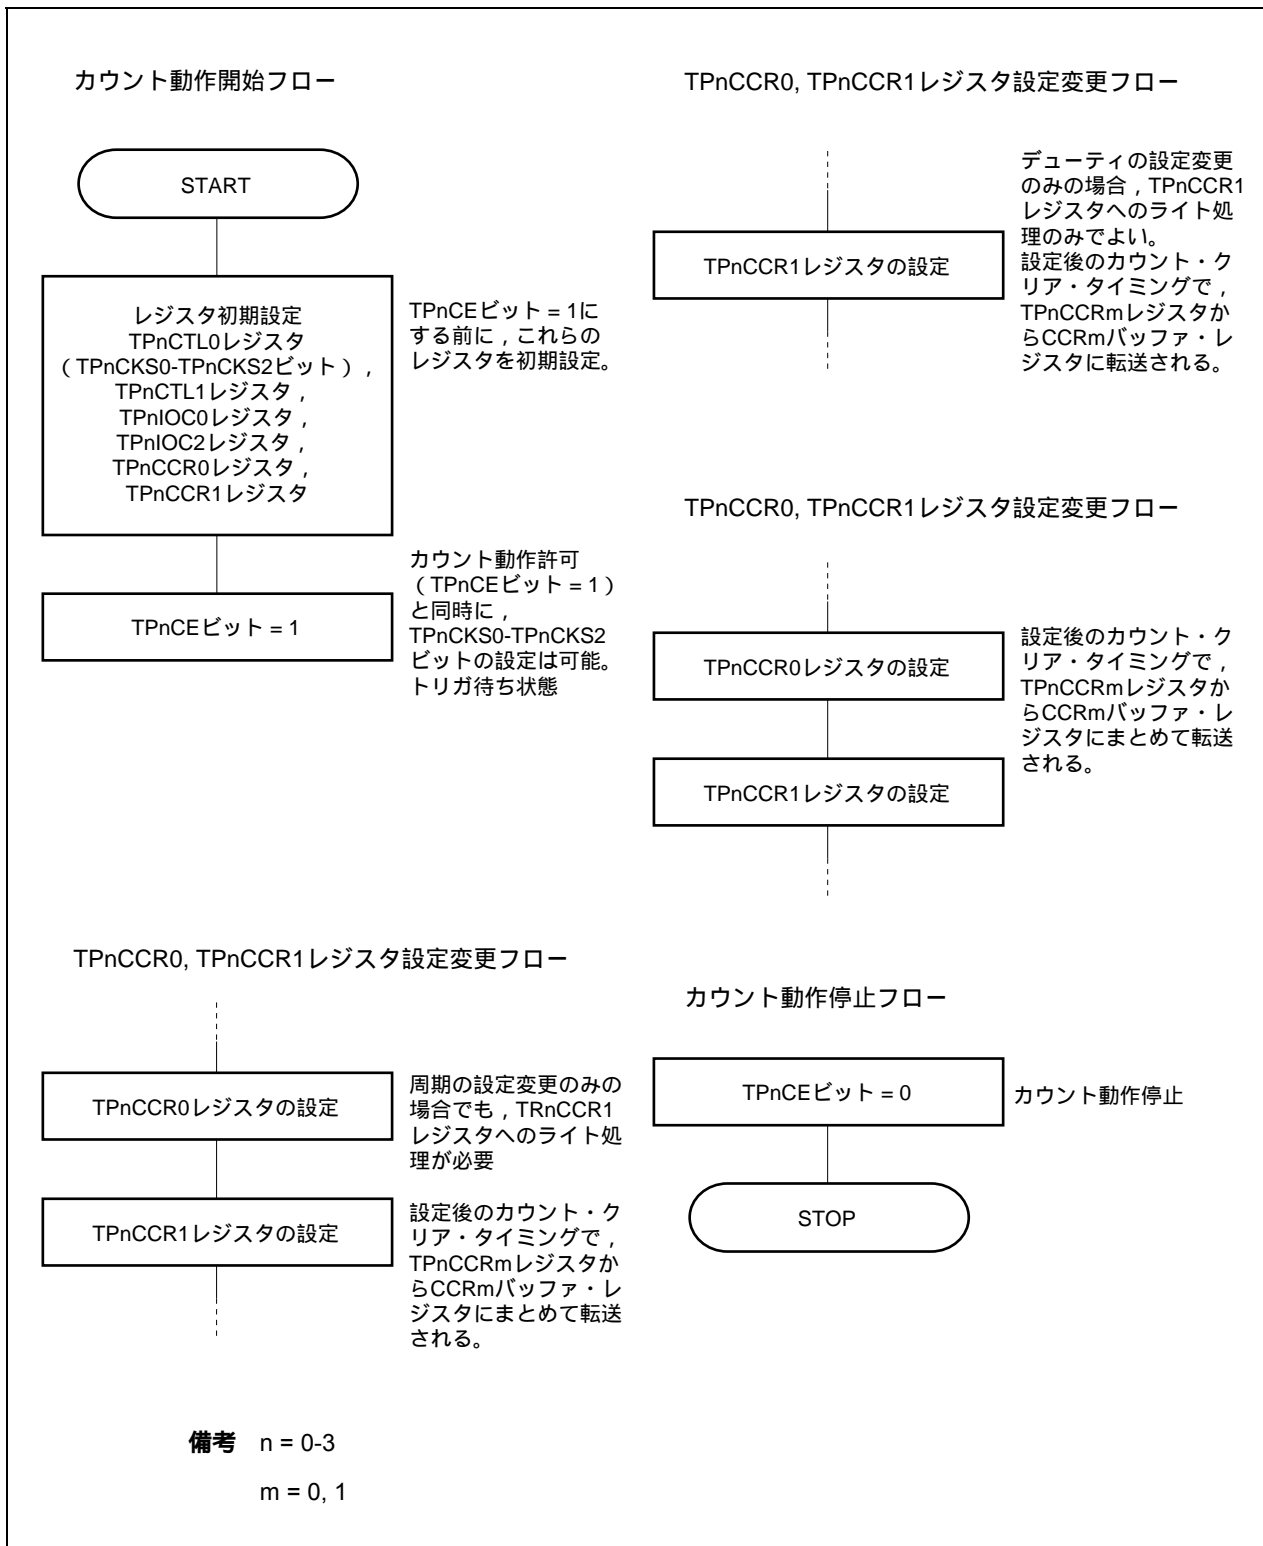 カウント動作開始フロー
START
レジスタ初期設定
TPnCTL0レジスタ
（TPnCKS0-TPnCKS2ビット），
TPnCTL1レジスタ，
TPnIOC0レジスタ，
TPnIOC2レジスタ，
TPnCCR0レジスタ，
TPnCCR1レジスタ
TPnCEビット = 1に
する前に，これらの
レジスタを初期設定。
TPnCEビット = 1
カウント動作許可
（TPnCEビット = 1）
と同時に，
TPnCKS0-TPnCKS2
ビットの設定は可能。
トリガ待ち状態
TPnCCR0, TPnCCR1レジスタ設定変更フロー
TPnCCR0レジスタの設定
周期の設定変更のみの
場合でも，TRnCCR1
レジスタへのライト処
理が必要
TPnCCR1レジスタの設定
設定後のカウント・ク
リア・タイミングで，
TPnCCRmレジスタか
らCCRmバッファ・レ
ジスタにまとめて転送
される。
TPnCCR0, TPnCCR1レジスタ設定変更フロー
TPnCCR1レジスタの設定
デューティの設定変更
のみの場合，TPnCCR1
レジスタへのライト処
理のみでよい。
設定後のカウント・ク
リア・タイミングで，
TPnCCRmレジスタか
らCCRmバッファ・レ
ジスタに転送される。
TPnCCR0, TPnCCR1レジスタ設定変更フロー
TPnCCR0レジスタの設定
設定後のカウント・ク
リア・タイミングで，
TPnCCRmレジスタか
らCCRmバッファ・レ
ジスタにまとめて転送
される。
TPnCCR1レジスタの設定
カウント動作停止フロー
TPnCEビット = 0
カウント動作停止
STOP
備考 n = 0-3
m = 0, 1